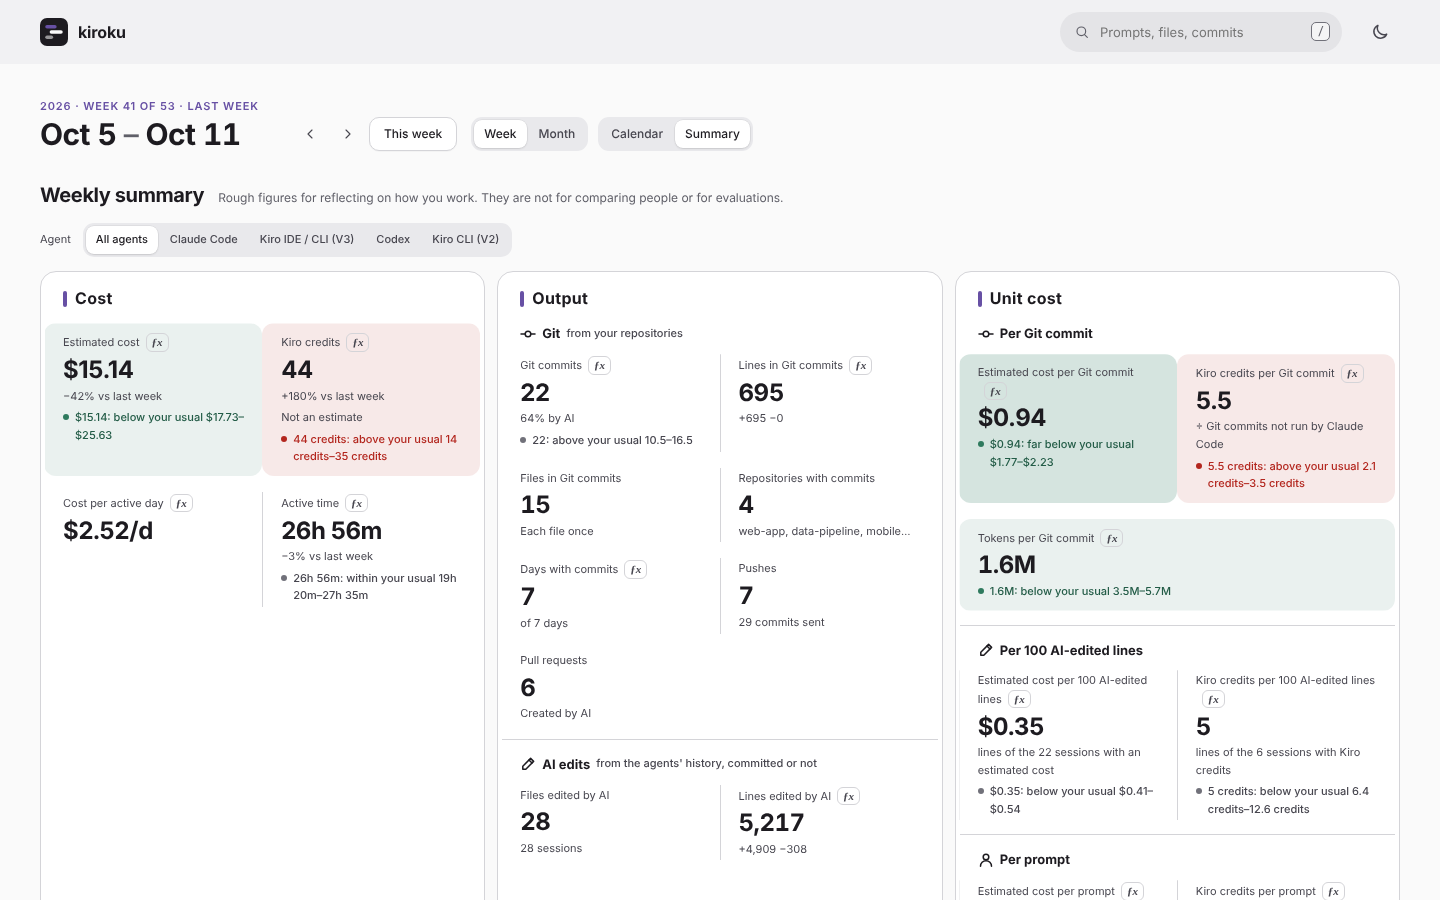 kiroku
Prompts, files, commits
/
2026 · WEEK 41 OF 53 · LAST WEEK
Oct 5 – Oct 11
This week
Week
Month
Calendar
Summary
Weekly summary
Rough figures for reflecting on how you work. They are not for comparing people or for evaluations.
Agent
All agents
Claude Code
Kiro IDE / CLI (V3)
Codex
Kiro CLI (V2)
Cost
Estimated cost ƒx
$15.14
−42% vs last week
$15.14: below your usual $17.73–
$25.63
Kiro credits ƒx
44
+180% vs last week
Not an estimate
44 credits: above your usual 14
credits–35 credits
Cost per active day ƒx
$2.52/d
Active time ƒx
26h 56m
−3% vs last week
26h 56m: within your usual 19h
20m–27h 35m
Output
Git from your repositories
Git commits ƒx
22
64% by AI
22: above your usual 10.5–16.5
Lines in Git commits ƒx
695
+695 −0
Files in Git commits
15
Each file once
Repositories with commits
4
web-app, data-pipeline, mobile…
Days with commits ƒx
7
of 7 days
Pushes
7
29 commits sent
Pull requests
6
Created by AI
AI edits from the agents' history, committed or not
Files edited by AI
28
28 sessions
Lines edited by AI ƒx
5,217
+4,909 −308
Unit cost
Per Git commit
Estimated cost per Git commit
ƒx
$0.94
$0.94: far below your usual
$1.77–$2.23
Kiro credits per Git commit ƒx
5.5
÷ Git commits not run by Claude
Code
5.5 credits: above your usual 2.1
credits–3.5 credits
Tokens per Git commit ƒx
1.6M
1.6M: below your usual 3.5M–5.7M
Per 100 AI-edited lines
Estimated cost per 100 AI-edited
lines ƒx
$0.35
lines of the 22 sessions with an
estimated cost
$0.35: below your usual $0.41–
$0.54
Kiro credits per 100 AI-edited lines
ƒx
5
lines of the 6 sessions with Kiro
credits
5 credits: below your usual 6.4
credits–12.6 credits
Per prompt
Estimated cost per prompt ƒx
Kiro credits per prompt ƒx